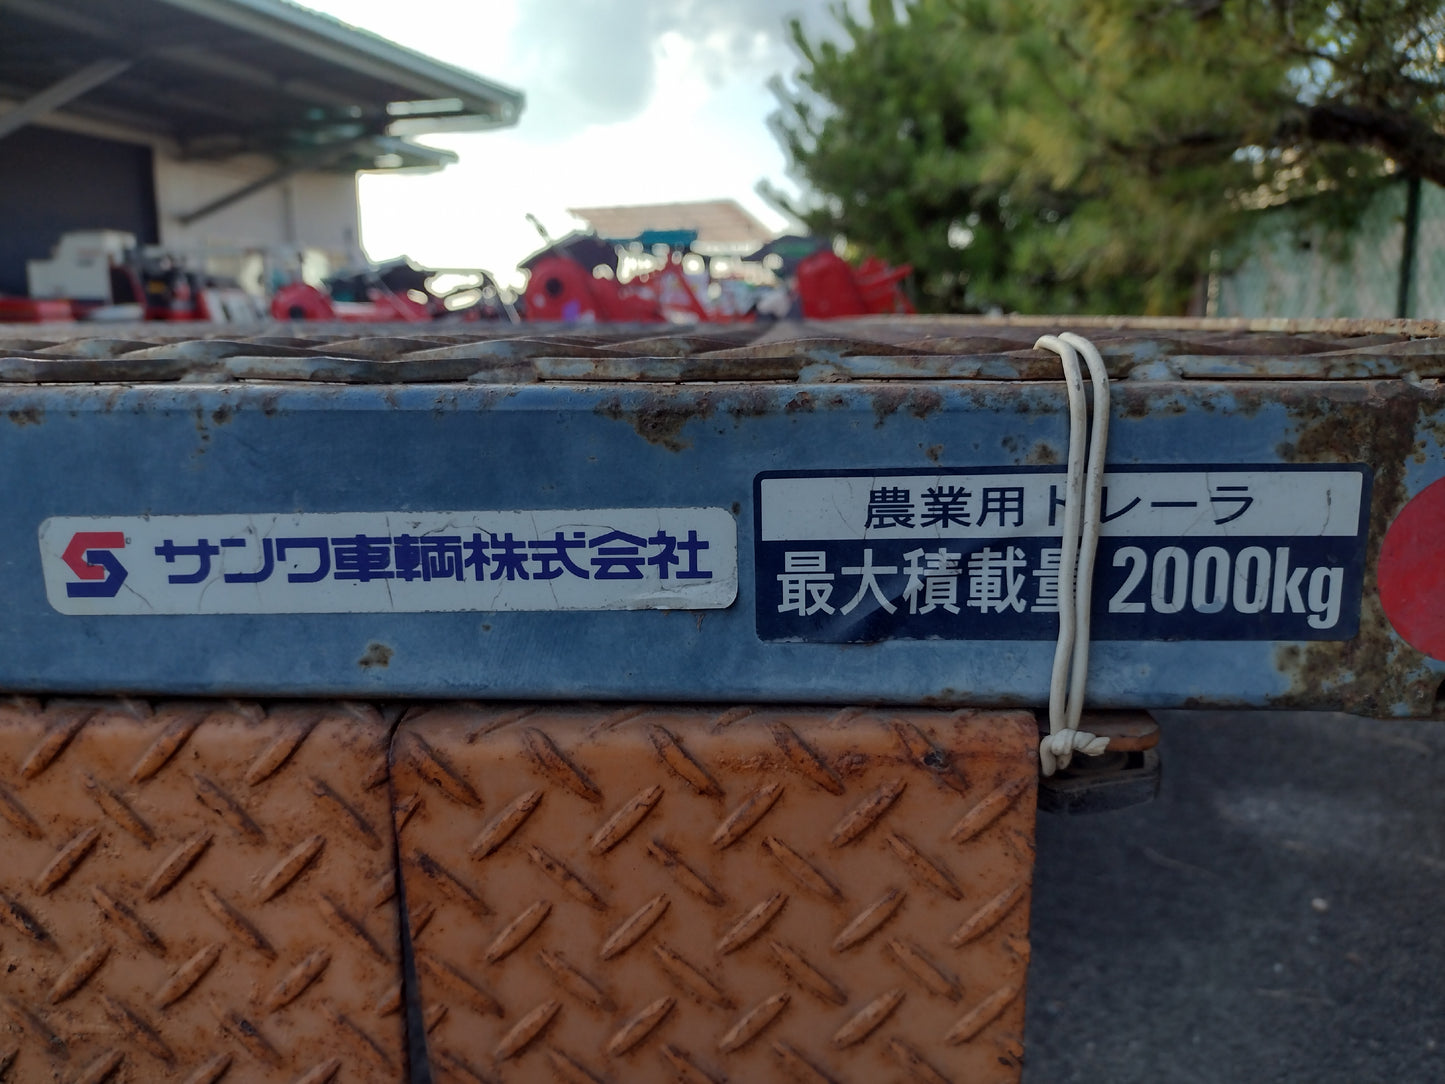 サンワ車輌株式会社
農業用トレーラ
最大積載量 2000kg